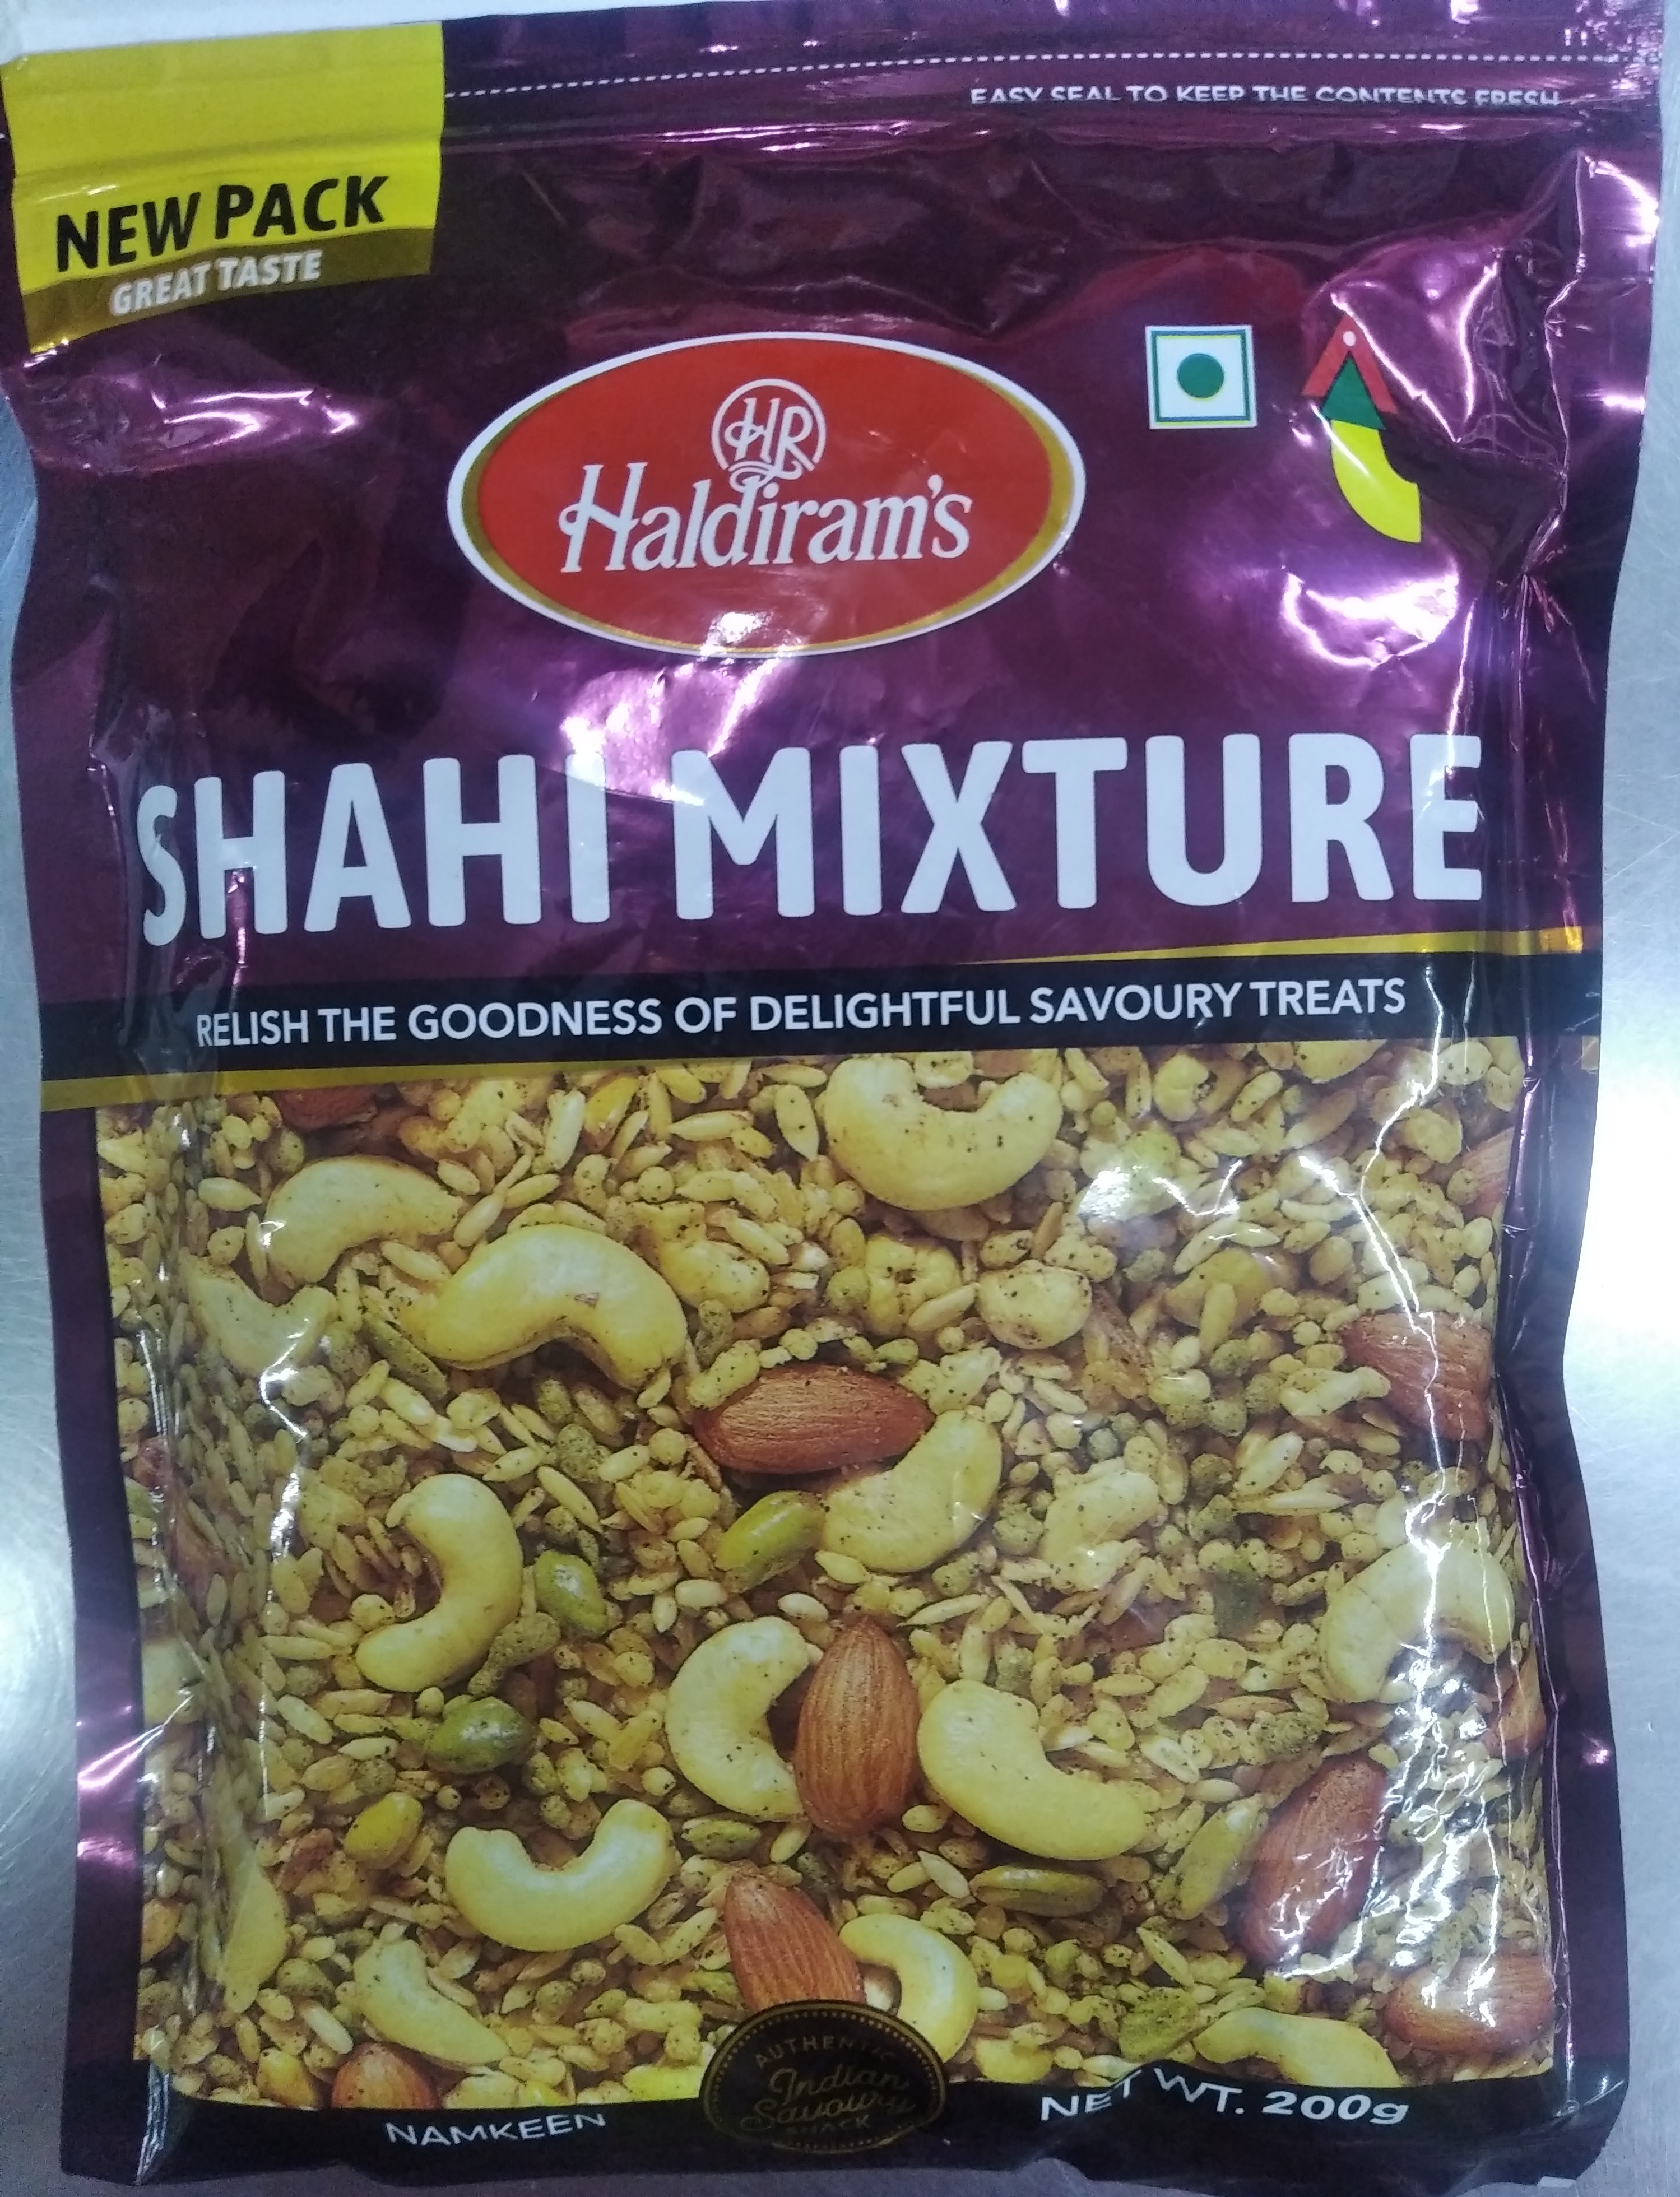 EASY SEAL TO KEEP THE CONTENTS FRESH
NEW PACK
GREAT TASTE
HR
Haldiram's
SHAHI MIXTURE
RELISH THE GOODNESS OF DELIGHTFUL SAVOURY TREATS
AUTHENTIC
Indian
Savoury
SNACK
NAMKEEN
NET WT. 200g